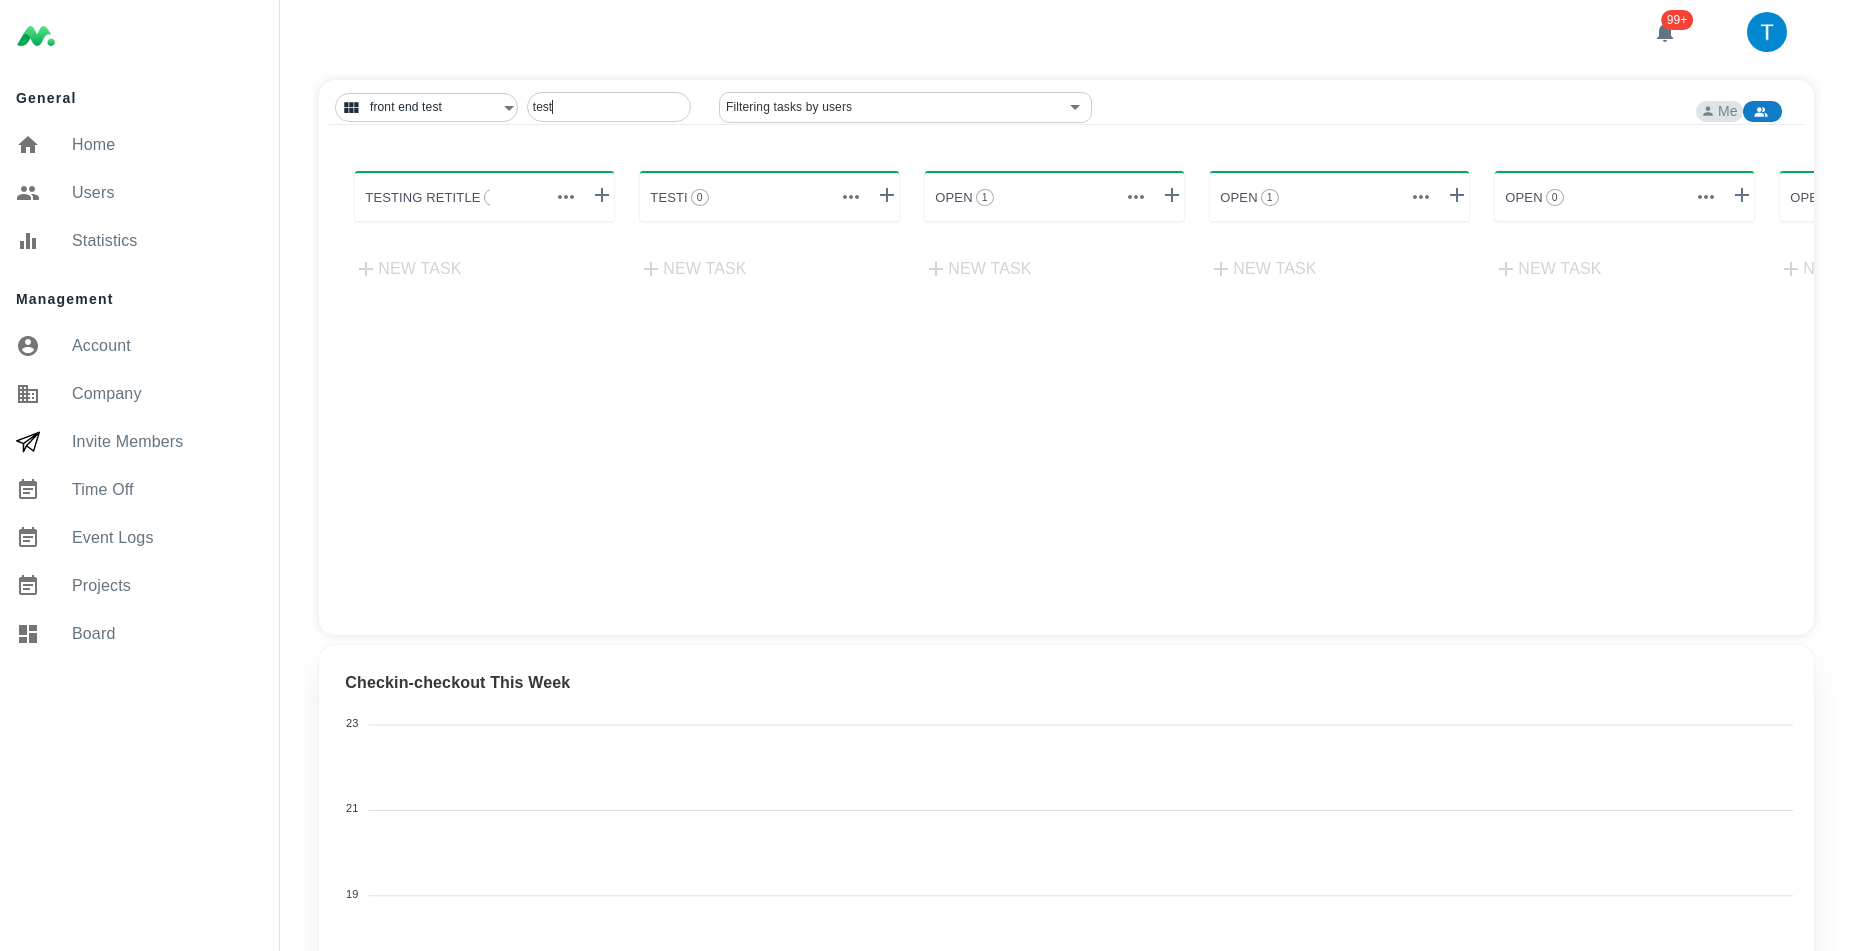 99+
T
General
Home
Users
Statistics
Management
Account
Company
Invite Members
Time Off
Event Logs
Projects
Board
front end test
test
Filtering tasks by users
Me
TESTING RETITLE
TESTI 0
OPEN 1
OPEN 1
OPEN 0
OPE
NEW TASK
NEW TASK
NEW TASK
NEW TASK
NEW TASK
N
Checkin-checkout This Week
23
21
19